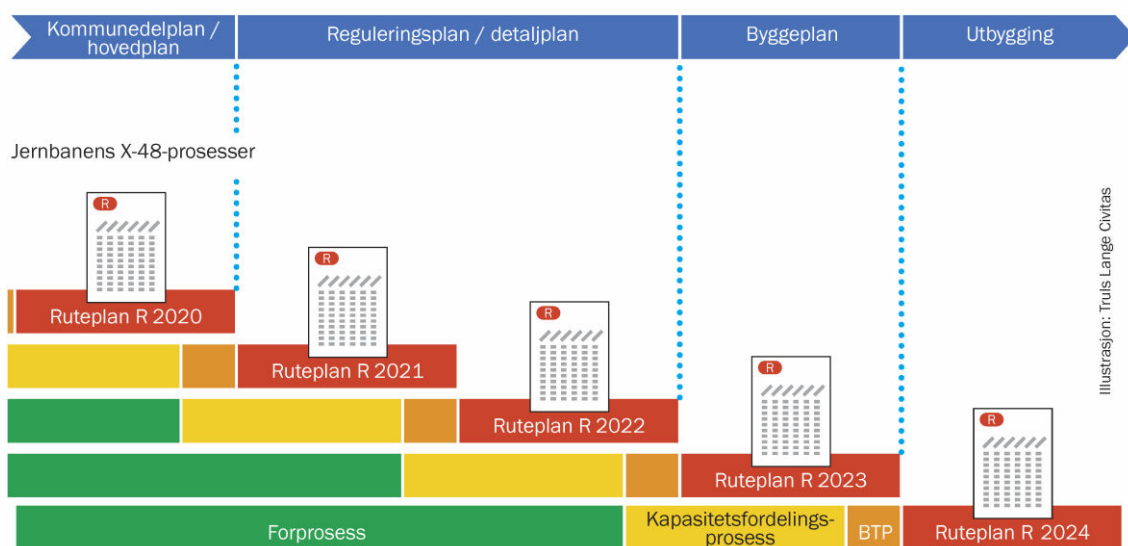 Kommunedelplan /
hovedplan
Reguleringsplan / detaljplan
Byggeplan
Utbygging
Jernbanens X-48-prosesser
R
Ruteplan R 2020
R
Ruteplan R 2021
R
Ruteplan R 2022
R
Ruteplan R 2023
R
Forprosess
Kapasitetsfordelings-
prosess
BTP
Ruteplan R 2024
Illustrasjon: Truls Lange Civitas